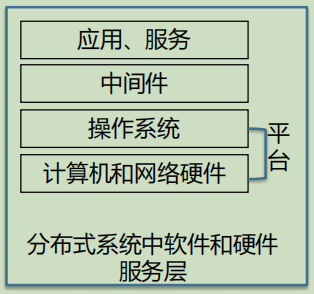 应用、服务
中间件
操作系统
计算机和网络硬件
平
台
分布式系统中软件和硬件
服务层